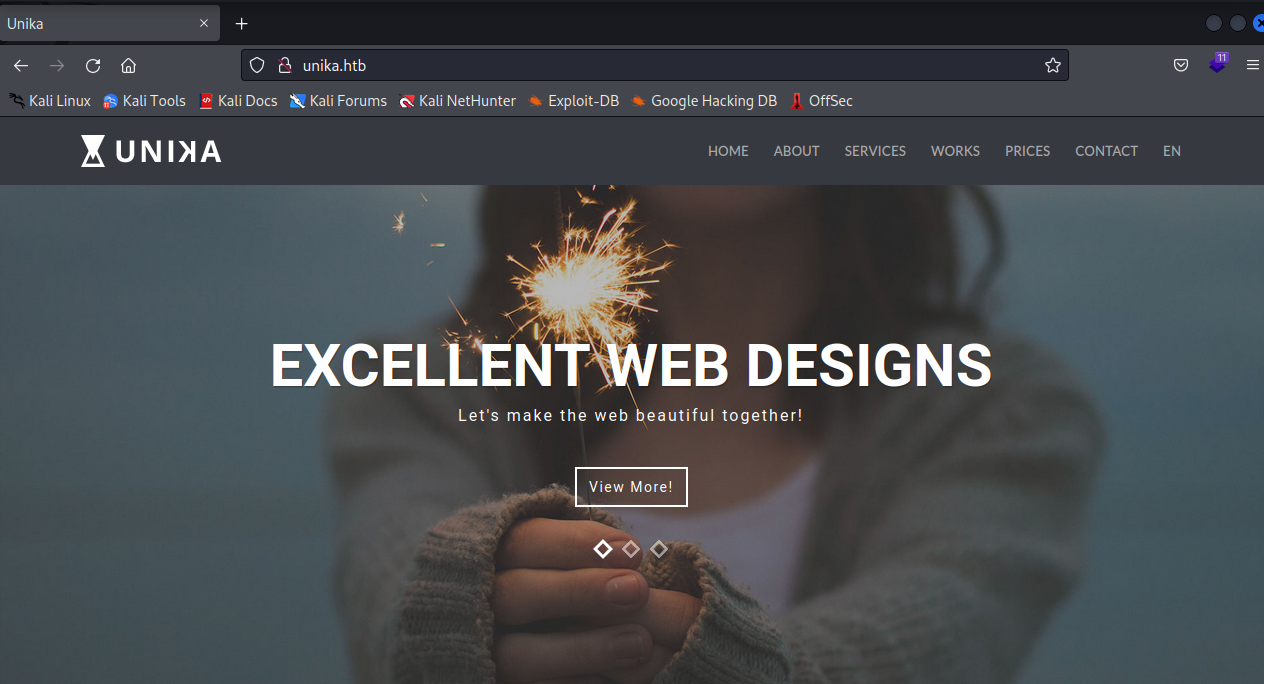 Unika
unika.htb
11
Kali Linux Kali Tools Kali Docs Kali Forums Kali NetHunter Exploit-DB Google Hacking DB OffSec
UNIKA
HOME ABOUT SERVICES WORKS PRICES CONTACT EN
EXCELLENT WEB DESIGNS
Let's make the web beautiful together!
View More!